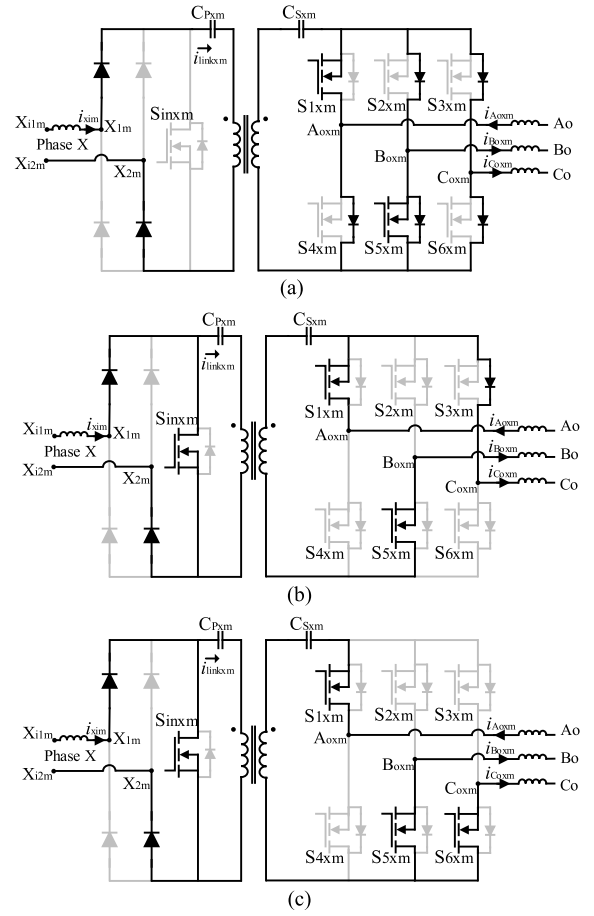 CPxm CSxm
ilinkxm
S1xm S2xm S3xm
Sinxm
Xi1m ixim X1m
Phase X
Xi2m X2m
Aoxm iAoxm Ao
Boxm iBoxm Bo
Coxm iCoxm Co
S4xm S5xm S6xm
(a)
CPxm CSxm
ilinkxm
S1xm S2xm S3xm
Sinxm
Xi1m ixim X1m
Phase X
Xi2m X2m
Aoxm iAoxm Ao
Boxm iBoxm Bo
Coxm iCoxm Co
S4xm S5xm S6xm
(b)
CPxm CSxm
ilinkxm
S1xm S2xm S3xm
Sinxm
Xi1m ixim X1m
Phase X
Xi2m X2m
Aoxm iAoxm Ao
Boxm iBoxm Bo
Coxm iCoxm Co
S4xm S5xm S6xm
(c)